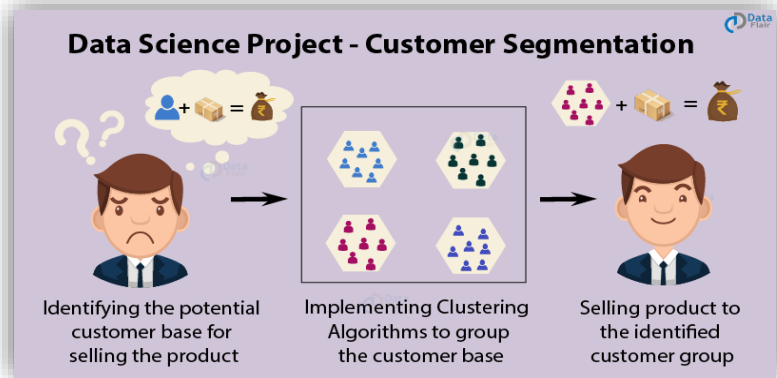 Data
Flair
Data Science Project - Customer Segmentation
+ = ₹
+ = ₹
? ?
Data
Identifying the potential
customer base for
selling the product
Implementing Clustering
Algorithms to group
the customer base
Selling product to
the identified
customer group